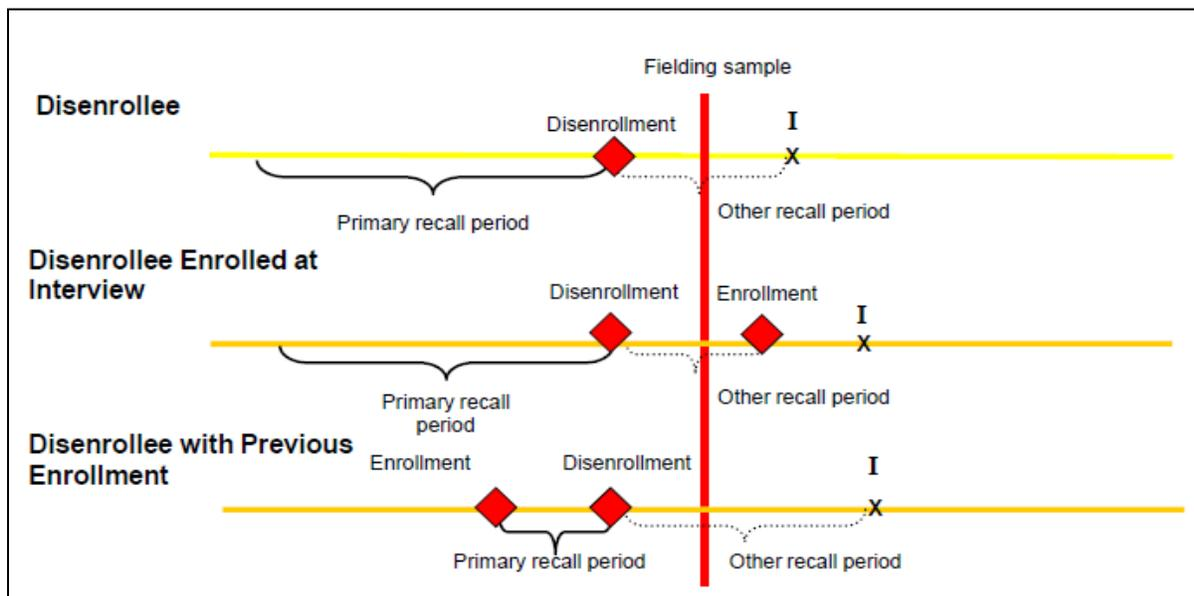 Fielding sample
Disenrollee
Disenrollment
I
X
Primary recall period
Other recall period
Disenrollee Enrolled at
Interview
Disenrollment
Enrollment
I
X
Primary recall
period
Other recall period
Disenrollee with Previous
Enrollment
Enrollment
Disenrollment
I
X
Primary recall period
Other recall period